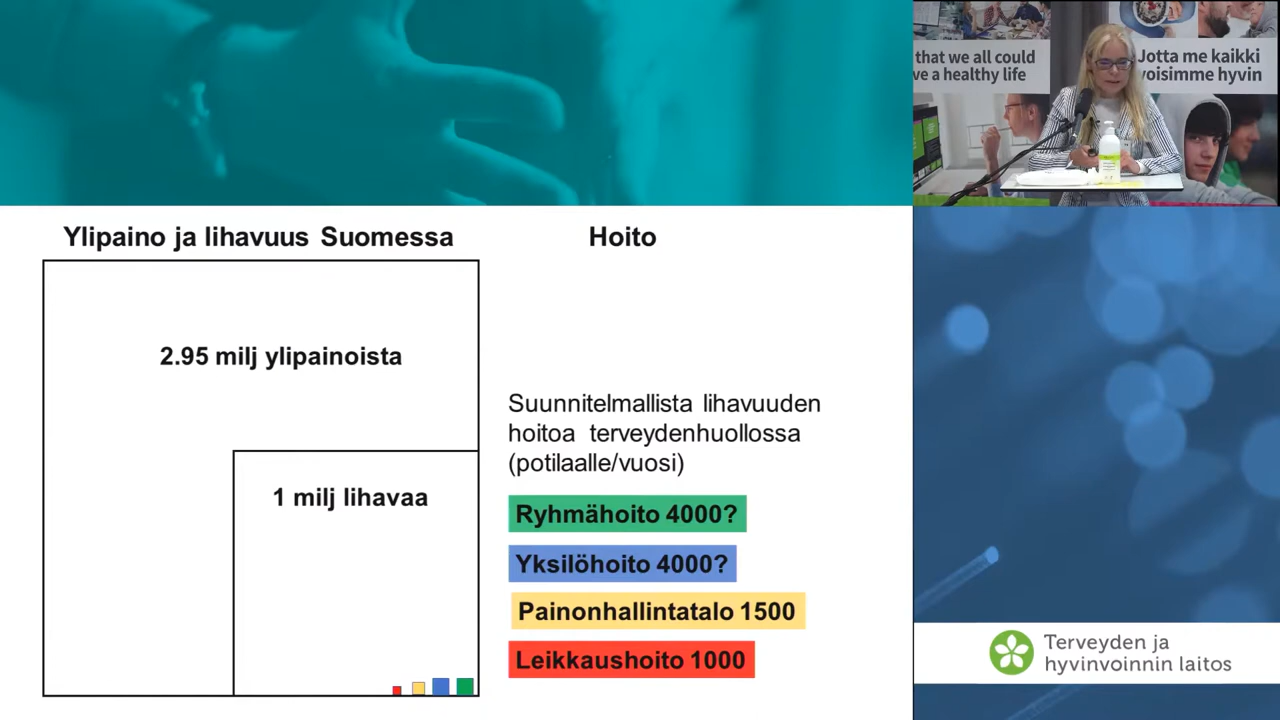 that we all could
ve a healthy life
Jotta me kaikki
voisimme hyvin
Ylipaino ja lihavuus Suomessa
Hoito
2.95 milj ylipainoista
1 milj lihavaa
Suunnitelmallista lihavuuden
hoitoa terveydenhuollossa
(potilaalle/vuosi)
Ryhmähoito 4000?
Yksilöhoito 4000?
Painonhallintatalo 1500
Leikkaushoito 1000
Terveyden ja
hyvinvoinnin laitos